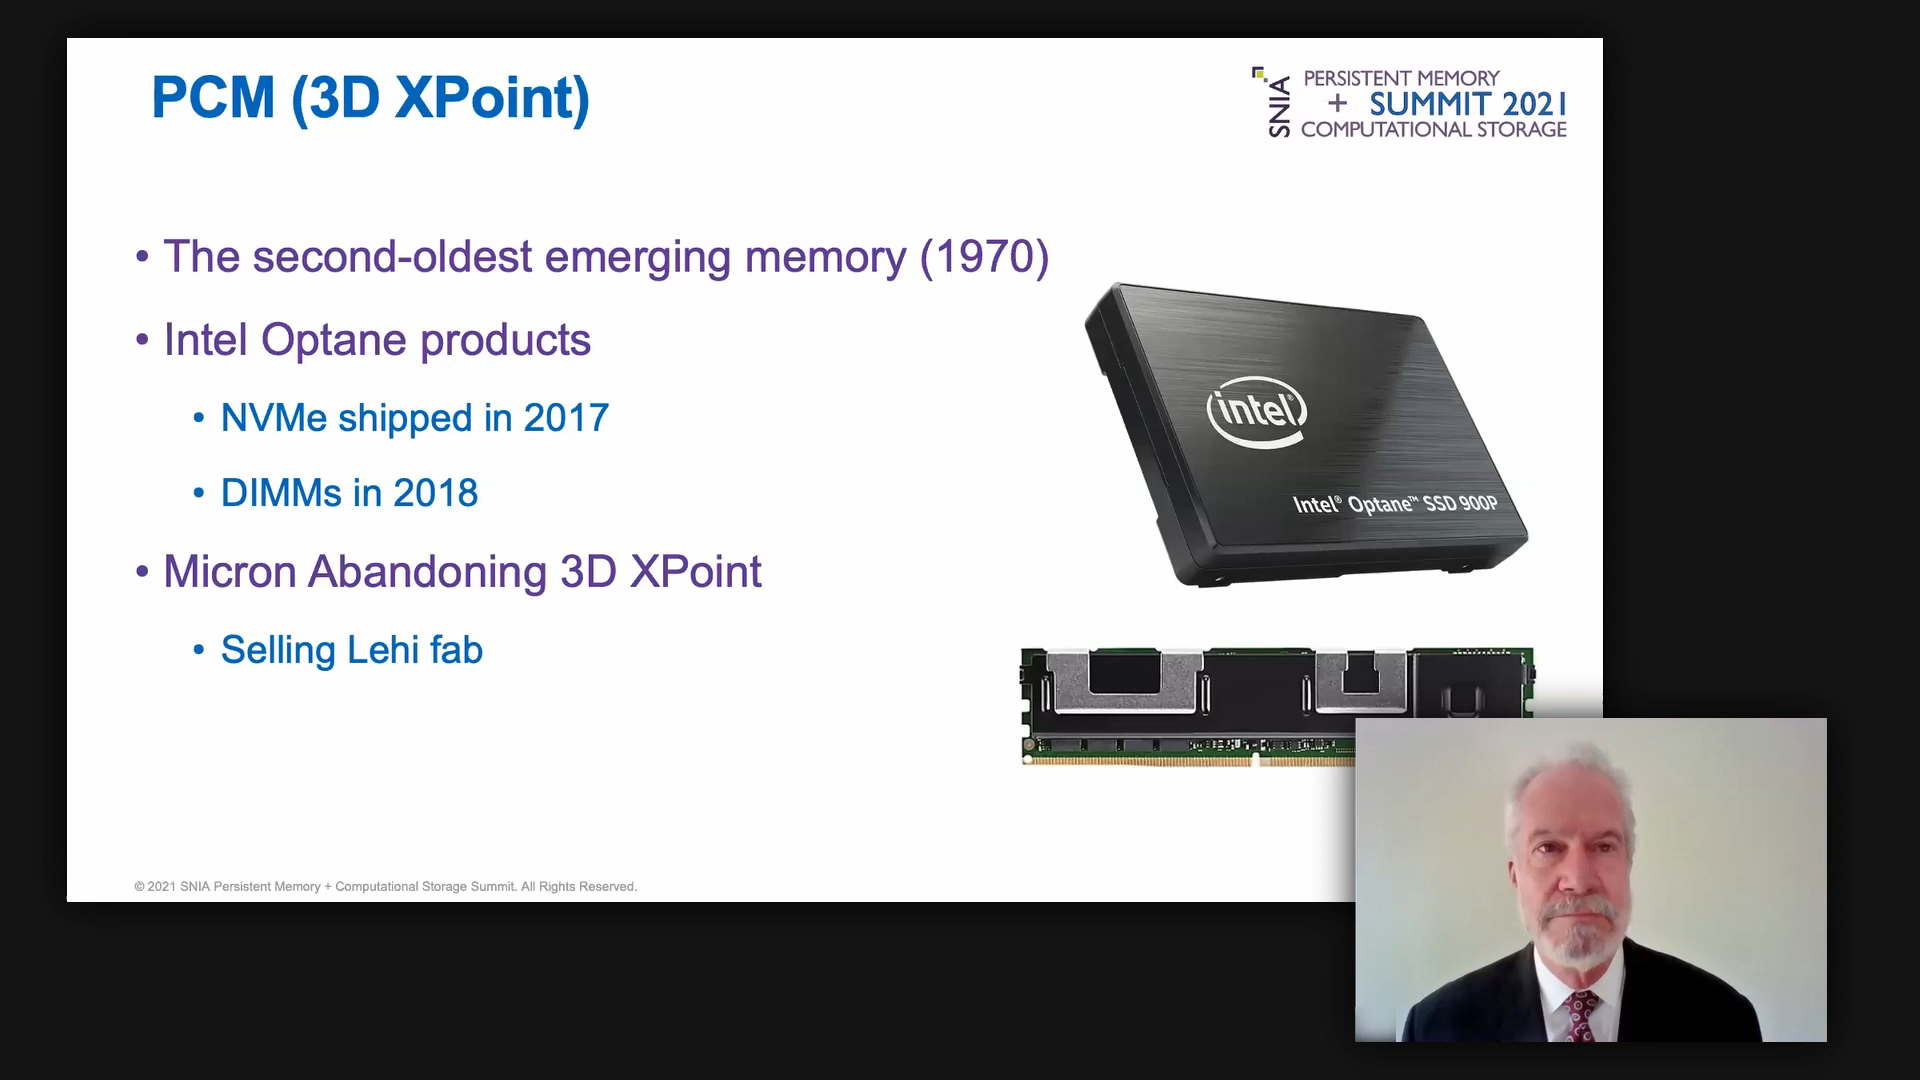 PCM (3D XPoint)
SNIA
PERSISTENT MEMORY
+ SUMMIT 2021
COMPUTATIONAL STORAGE
• The second-oldest emerging memory (1970)
• Intel Optane products
• NVMe shipped in 2017
• DIMMs in 2018
• Micron Abandoning 3D XPoint
• Selling Lehi fab
intel®
Intel® Optane™ SSD 900P
© 2021 SNIA Persistent Memory + Computational Storage Summit. All Rights Reserved.